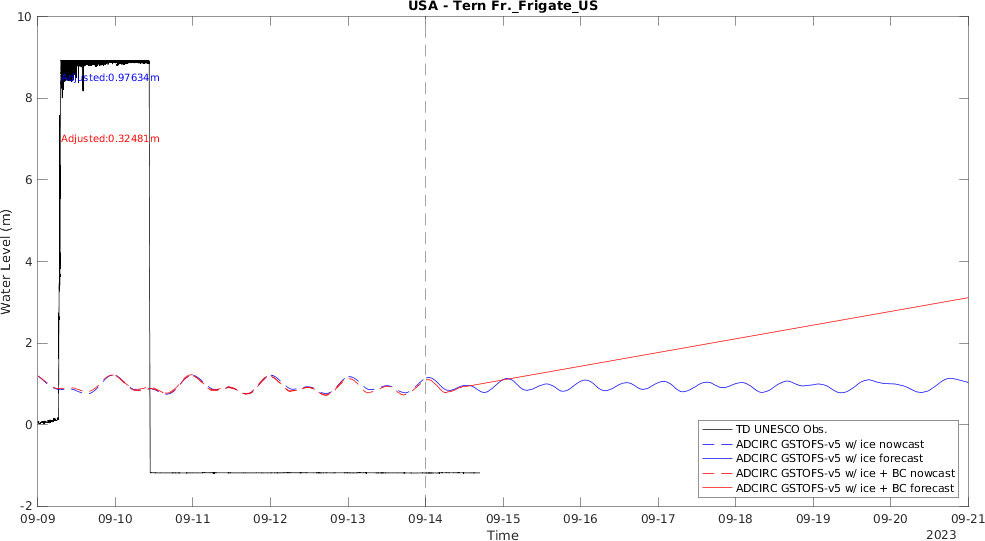 USA - Tern Fr._Frigate_US
10
8
6
4
2
0
-2
Water Level (m)
Adjusted:0.97634m
Adjusted:0.32481m
TD UNESCO Obs.
ADCIRC GSTOFS-v5 w/ ice nowcast
ADCIRC GSTOFS-v5 w/ ice forecast
ADCIRC GSTOFS-v5 w/ ice + BC nowcast
ADCIRC GSTOFS-v5 w/ ice + BC forecast
09-09 09-10 09-11 09-12 09-13 09-14 09-15 09-16 09-17 09-18 09-19 09-20 09-21
Time
2023